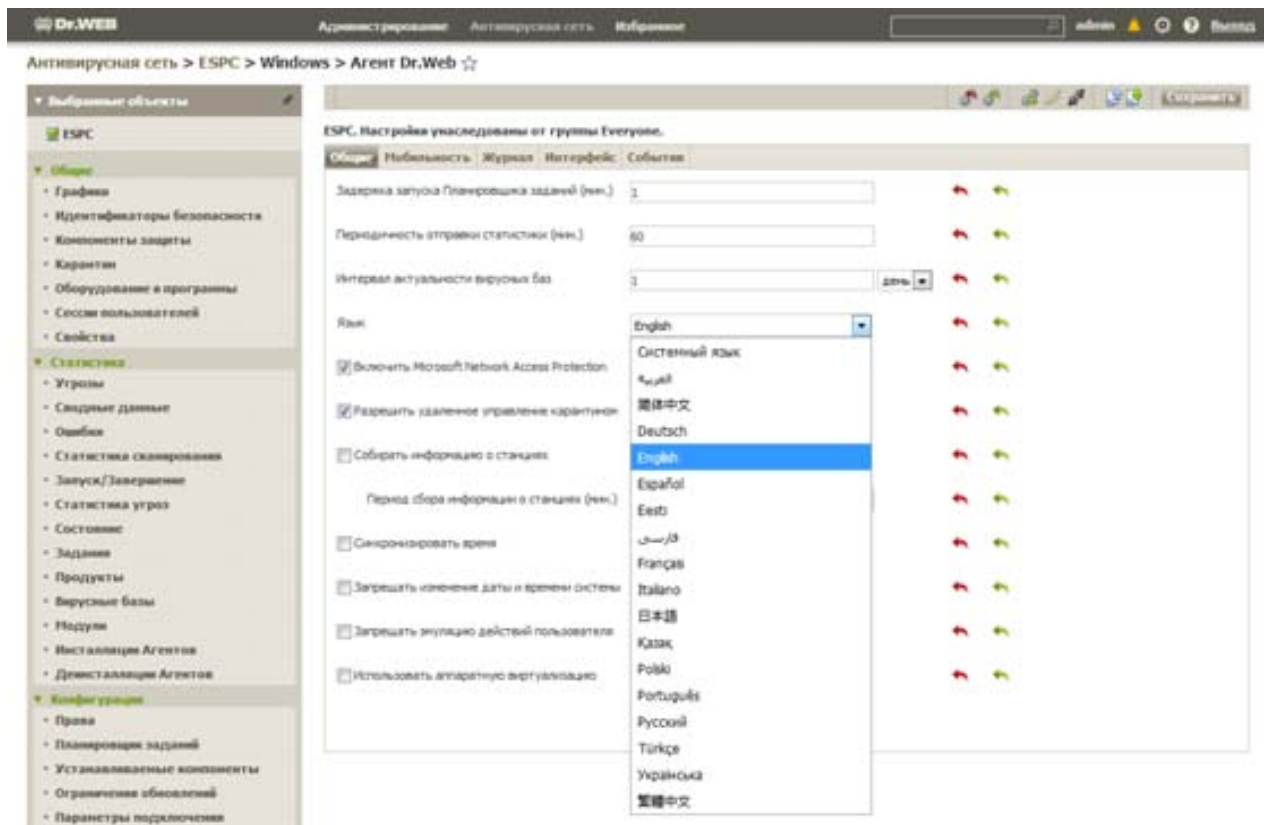 Dr.WEB
Администрирование Антивирусная сеть Избранное
admin Выход
Антивирусная сеть > ESPC > Windows > Агент Dr.Web
Выбранные объекты
Сохранить
ESPC
ESPC. Настройки унаследованы от группы Everyone.
Общие Мобильность Журнал Интерфейс События
Общие
Графики
Идентификаторы безопасности
Компоненты защиты
Карантин
Оборудование и программы
Сессии пользователей
Свойства
Статистика
Угрозы
Сводные данные
Ошибки
Статистика сканирования
Запуск/Завершение
Статистика угроз
Состояние
Задания
Продукты
Вирусные базы
Модули
Инсталляции Агентов
Деинсталляции Агентов
Конфигурация
Права
Планировщик заданий
Устанавливаемые компоненты
Ограничения обновлений
Параметры подключения
Задержка запуска Планировщика заданий (мин.) 1
Периодичность отправки статистики (мин.) 60
Интервал актуальности вирусных баз 1 день
Язык English
Включить Microsoft Network Access Protection
Разрешить удаленное управление карантином
Собирать информацию о станциях
Период сбора информации о станциях (мин.)
Синхронизировать время
Запрещать изменение даты и времени системы
Запрещать эмуляцию действий пользователя
Использовать аппаратную виртуализацию
Системный язык
العربية
简体中文
Deutsch
English
Español
Eesti
فارسی
Français
Italiano
日本語
Қазақ
Polski
Português
Русский
Türkçe
Українська
繁體中文